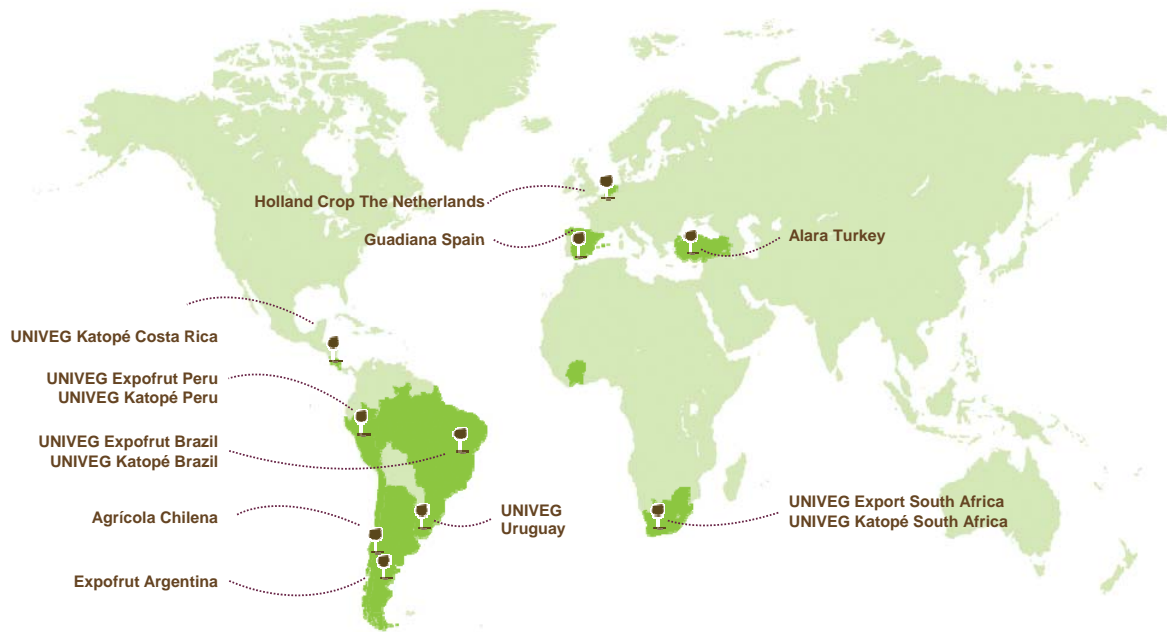 Holland Crop The Netherlands
Guadiana Spain
Alara Turkey
UNIVEG Katopé Costa Rica
UNIVEG Expofrut Peru
UNIVEG Katopé Peru
UNIVEG Expofrut Brazil
UNIVEG Katopé Brazil
Agrícola Chilena
UNIVEG
Uruguay
UNIVEG Export South Africa
UNIVEG Katopé South Africa
Expofrut Argentina